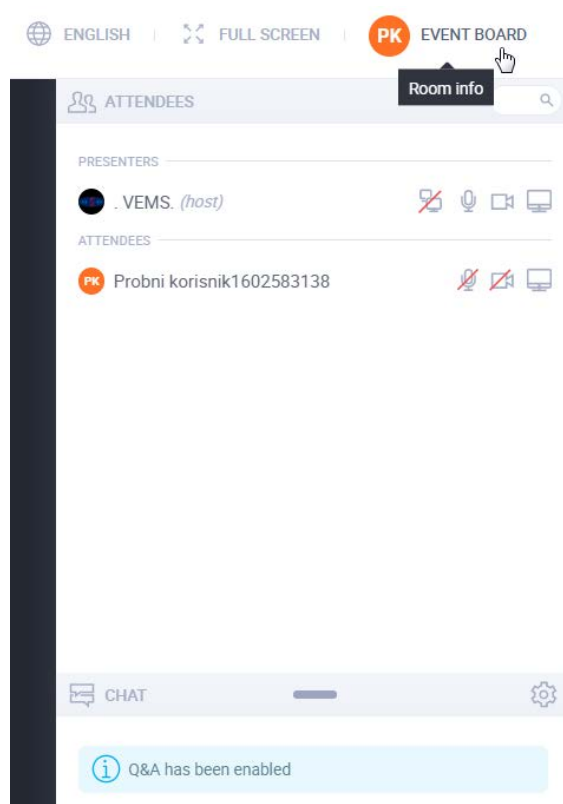 ENGLISH FULL SCREEN PK EVENT BOARD
Room info
ATTENDEES
PRESENTERS
. VEMS. (host)
ATTENDEES
PK Probni korisnik1602583138
CHAT
Q&A has been enabled